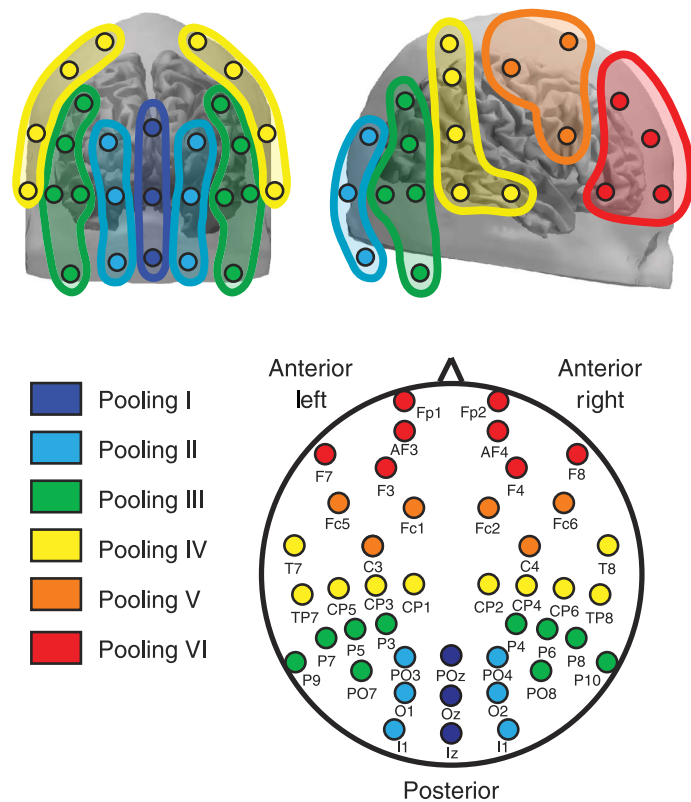 Anterior left
Anterior right
Pooling I
Pooling II
Pooling III
Pooling IV
Pooling V
Pooling VI
Fp1 Fp2
AF3 AF4
F7 F3 F4 F8
Fc5 Fc1 Fc2 Fc6
T7 C3 C4 T8
TP7 CP5 CP3 CP1 CP2 CP4 CP6 TP8
P9 P7 P5 P3 P4 P6 P8 P10
PO7 PO3 POz PO4 PO8
O1 Oz O2
I1 Iz I1
Posterior